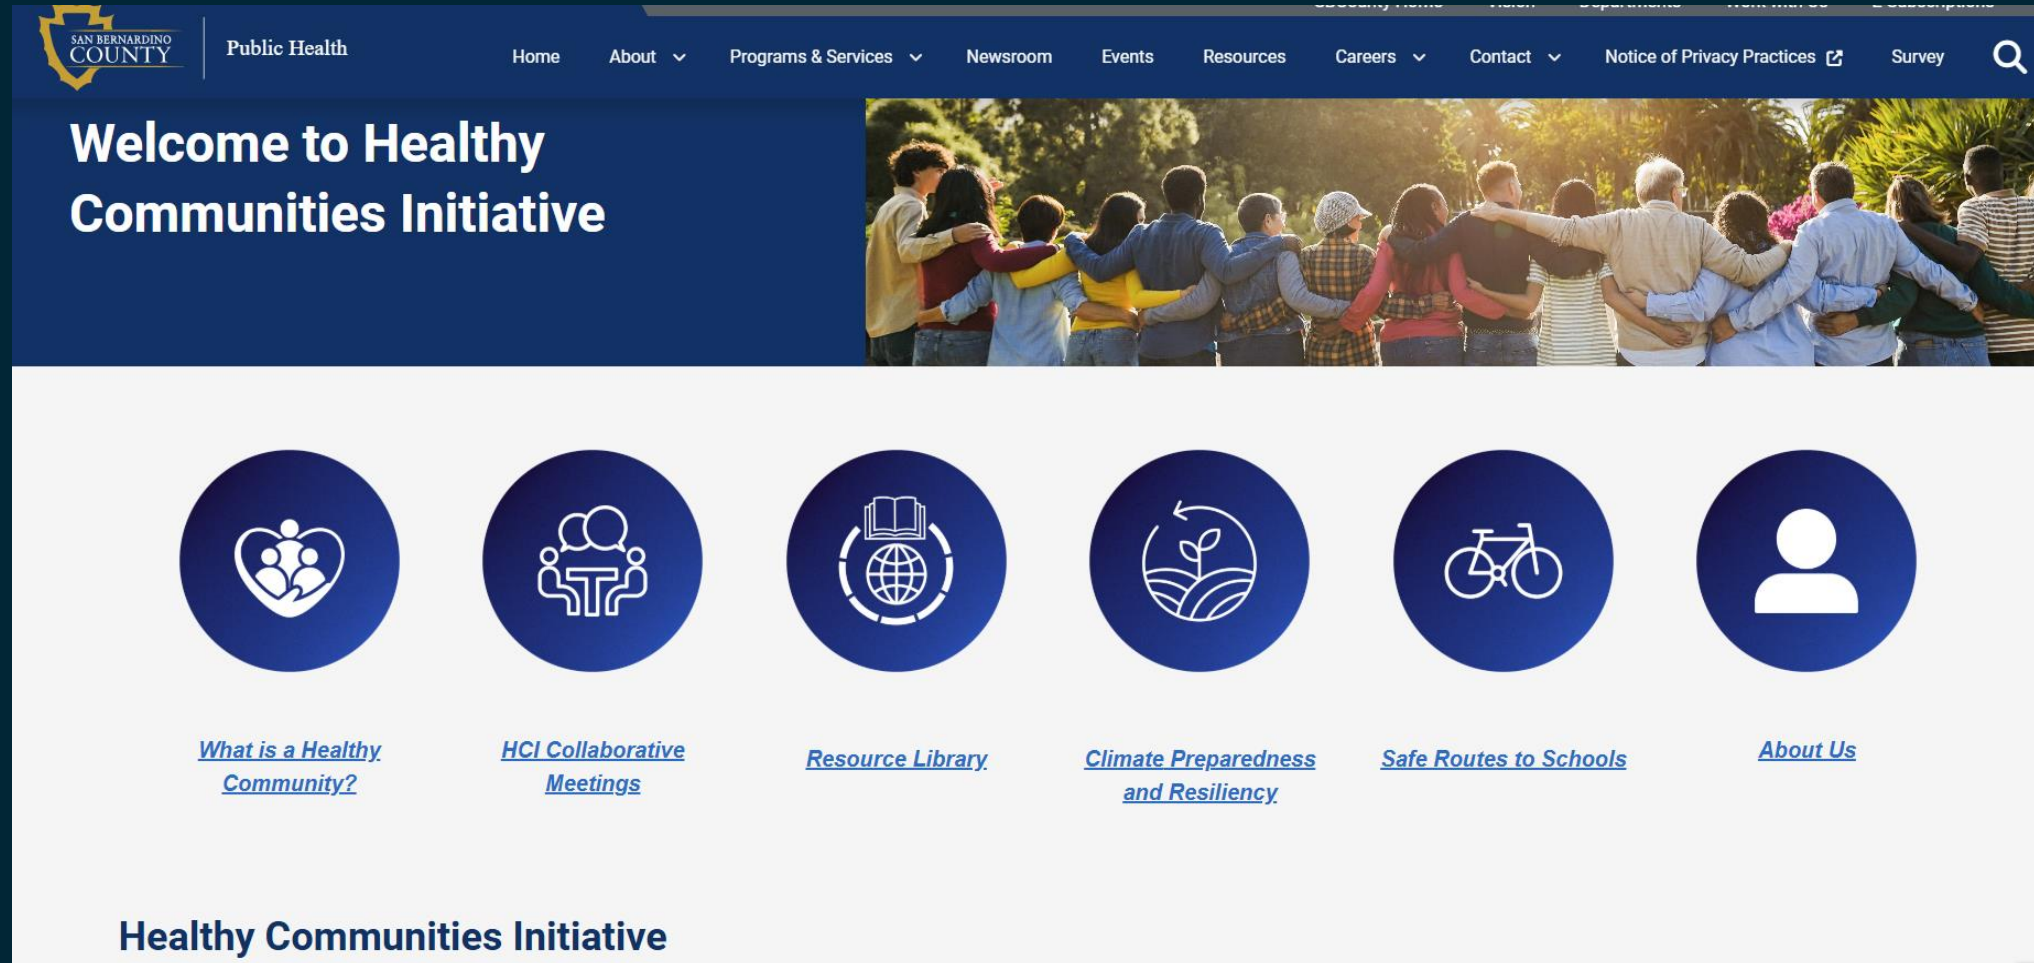 SAN BERNARDINO
COUNTY
Public Health
Home About Programs & Services Newsroom Events Resources Careers Contact Notice of Privacy Practices Survey
Welcome to Healthy
Communities Initiative
What is a Healthy
Community?
HCI Collaborative
Meetings
Resource Library
Climate Preparedness
and Resiliency
Safe Routes to Schools
About Us
Healthy Communities Initiative